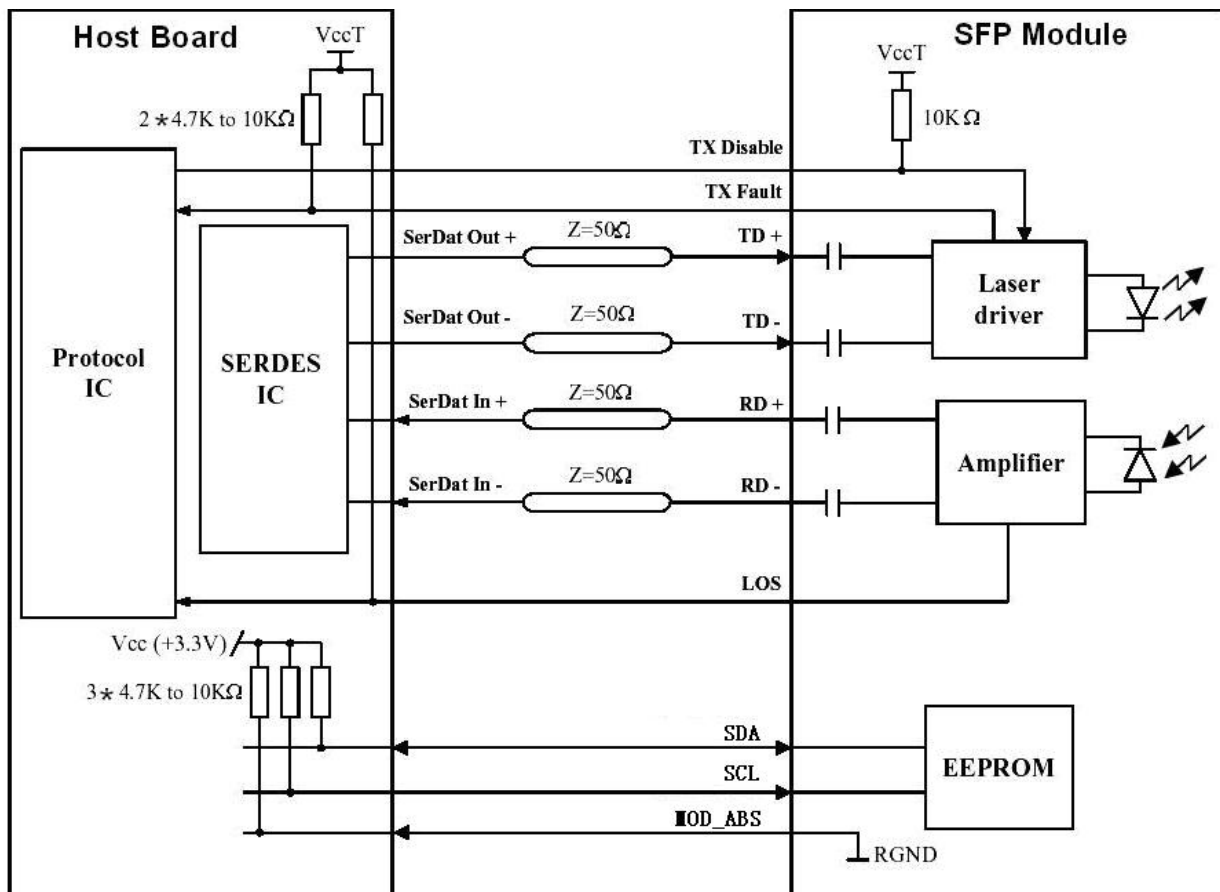 Host Board
SFP Module
VccT
VccT
2*4.7K to 10KΩ
10KΩ
TX Disable
TX Fault
SerDat Out +
Z=50Ω
TD +
Laser driver
SerDat Out -
Z=50Ω
TD -
Protocol IC
SERDES IC
SerDat In +
Z=50Ω
RD +
Amplifier
SerDat In -
Z=50Ω
RD -
LOS
Vcc (+3.3V)
3*4.7K to 10KΩ
SDA
EEPROM
SCL
MOD_ABS
RGND